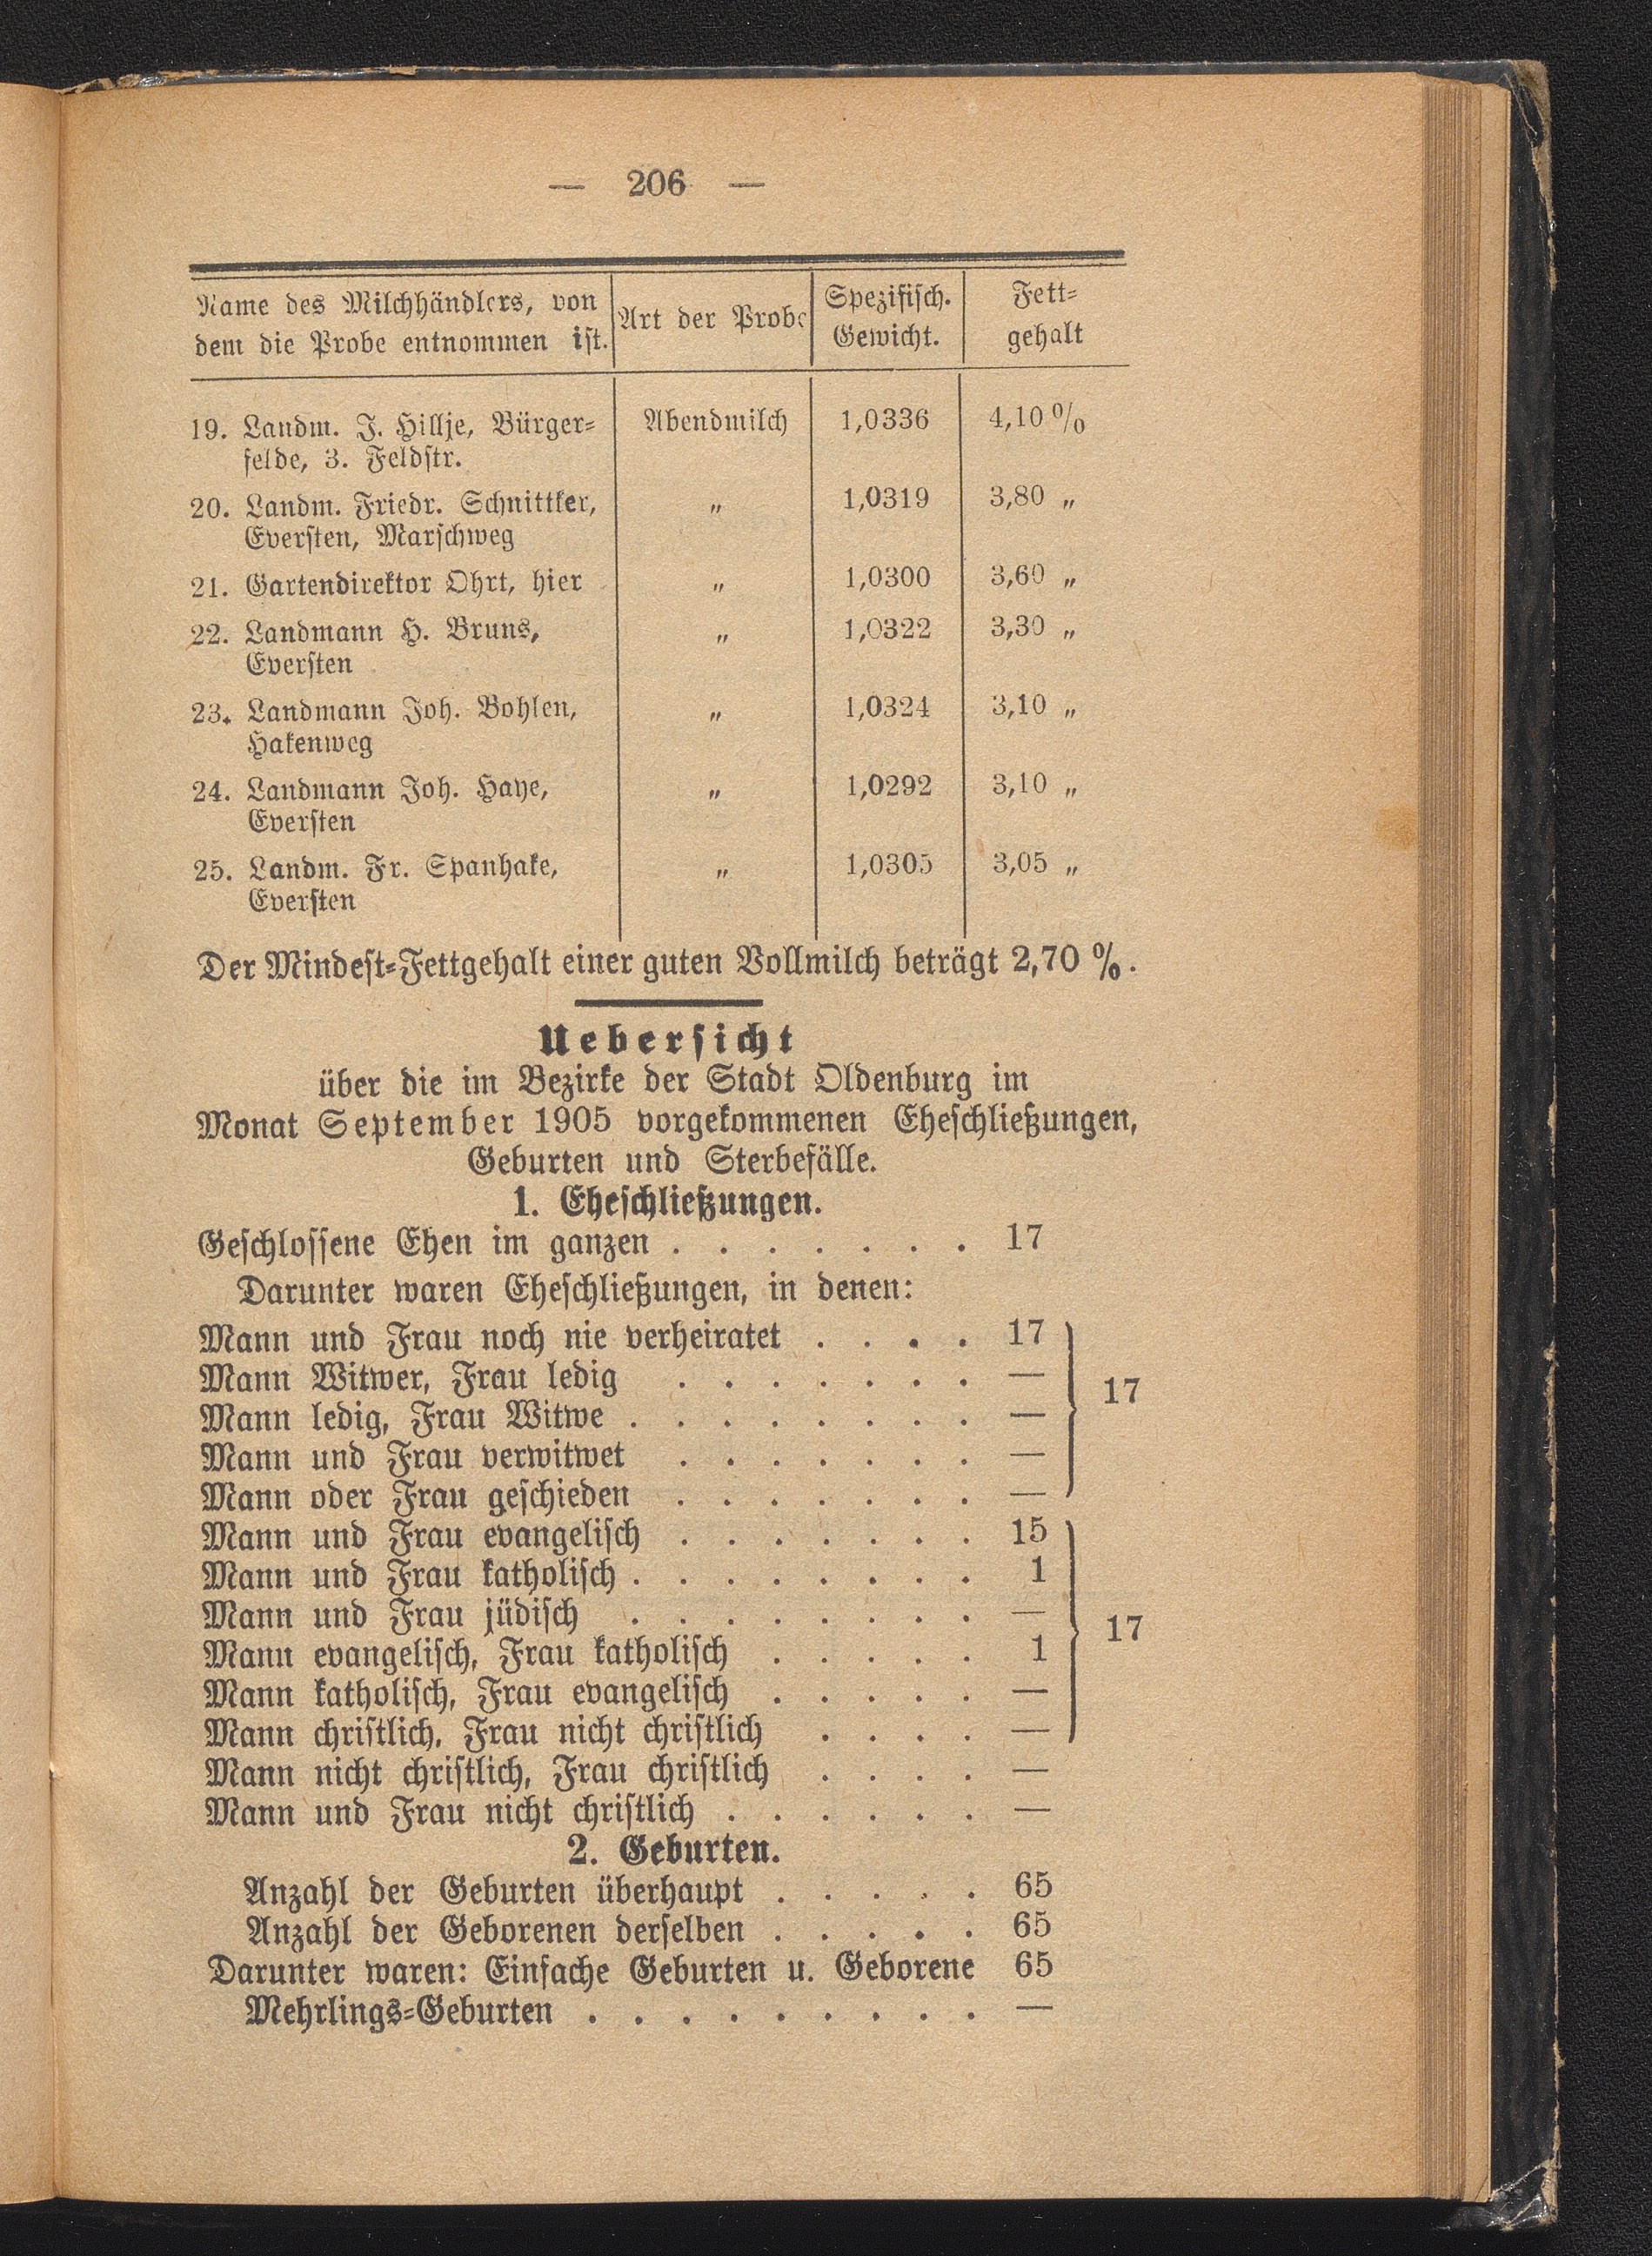 — 206 —
Name des Milchhändlers, von dem die Probe entnommen ist. Art der Probe Spezifisch. Gewicht. Fett-gehalt
19. Landm. J. Hillje, Bürger- Abendmilch 1,0336 4,10 %
felde, 3. Feldstr.
20. Landm. Friedr. Schnittker, „ 1,0319 3,80 „
Eversten, Marschweg
21. Gartendirektor Ohrt, hier „ 1,0300 3,60 „
22. Landmann H. Bruns, „ 1,0322 3,30 „
Eversten
23. Landmann Joh. Bohlen, „ 1,0324 3,10 „
Hakenweg
24. Landmann Joh. Haye, „ 1,0292 3,10 „
Eversten
25. Landm. Fr. Spanhake, „ 1,0305 3,05 „
Eversten
Der Mindest-Fettgehalt einer guten Vollmilch beträgt 2,70 %.
Uebersicht
über die im Bezirke der Stadt Oldenburg im
Monat September 1905 vorgekommenen Eheschließungen,
Geburten und Sterbefälle.
1. Eheschließungen.
Geschlossene Ehen im ganzen . . . . . . . 17
Darunter waren Eheschließungen, in denen:
Mann und Frau noch nie verheiratet . . . . 17
Mann Witwer, Frau ledig . . . . . . . —
17
Mann ledig, Frau Witwe . . . . . . . . —
Mann und Frau verwitwet . . . . . . . —
Mann oder Frau geschieden . . . . . . . —
Mann und Frau evangelisch . . . . . . . 15
Mann und Frau katholisch . . . . . . . . 1
Mann und Frau jüdisch . . . . . . . . —
17
Mann evangelisch, Frau katholisch . . . . . 1
Mann katholisch, Frau evangelisch . . . . . —
Mann christlich, Frau nicht christlich . . . . —
Mann nicht christlich, Frau christlich . . . . —
Mann und Frau nicht christlich . . . . . . —
2. Geburten.
Anzahl der Geburten überhaupt . . . . . 65
Anzahl der Geborenen derselben . . . . . 65
Darunter waren: Einfache Geburten u. Geborene 65
Mehrlings-Geburten . . . . . . . . . —